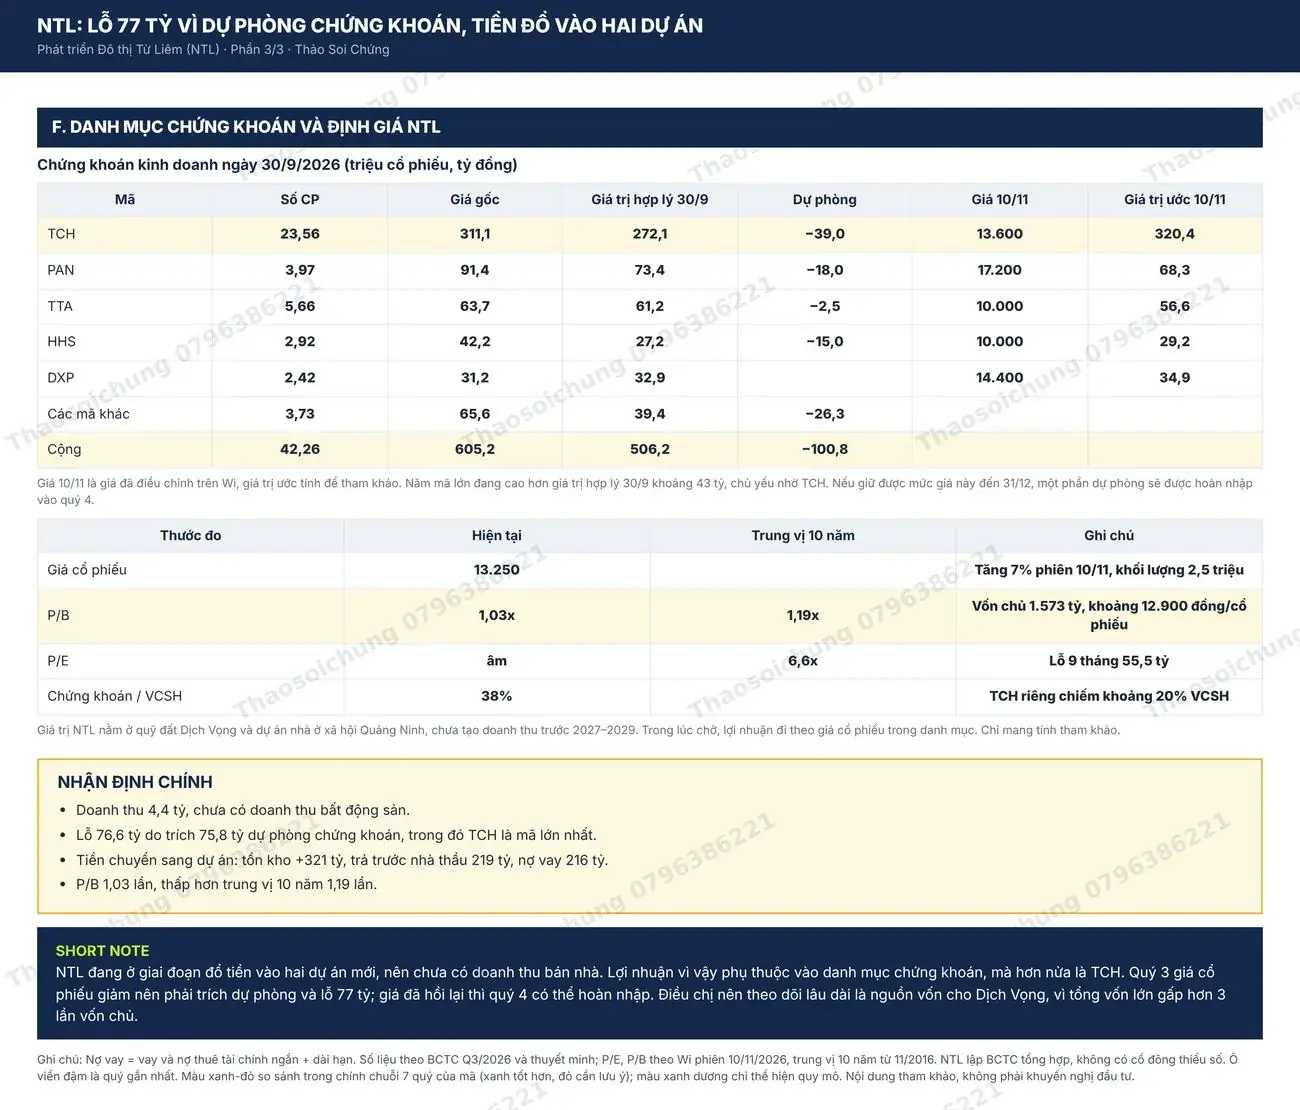 NTL: LỖ 77 TỶ VÌ DỰ PHÒNG CHỨNG KHOÁN, TIỀN ĐỔ VÀO HAI DỰ ÁN
Phát triển Đô thị Từ Liêm (NTL) · Phần 3/3 · Thảo Soi Chứng
F. DANH MỤC CHỨNG KHOÁN VÀ ĐỊNH GIÁ NTL
Chứng khoán kinh doanh ngày 30/9/2026 (triệu cổ phiếu, tỷ đồng)
Mã Số CP Giá gốc Giá trị hợp lý 30/9 Dự phòng Giá 10/11 Giá trị ước 10/11
TCH 23,56 311,1 272,1 −39,0 13.600 320,4
PAN 3,97 91,4 73,4 −18,0 17.200 68,3
TTA 5,66 63,7 61,2 −2,5 10.000 56,6
HHS 2,92 42,2 27,2 −15,0 10.000 29,2
DXP 2,42 31,2 32,9 14.400 34,9
Các mã khác 3,73 65,6 39,4 −26,3
Cộng 42,26 605,2 506,2 −100,8
Giá 10/11 là giá đã điều chỉnh trên Wi, giá trị ước tính để tham khảo. Năm mã lớn đang cao hơn giá trị hợp lý 30/9 khoảng 43 tỷ, chủ yếu nhờ TCH. Nếu giữ được mức giá này đến 31/12, một phần dự phòng sẽ được hoàn nhập
vào quý 4.
Thước đo Hiện tại Trung vị 10 năm Ghi chú
Giá cổ phiếu 13.250 Tăng 7% phiên 10/11, khối lượng 2,5 triệu
P/B 1,03x 1,19x Vốn chủ 1.573 tỷ, khoảng 12.900 đồng/cổ
phiếu
P/E âm 6,6x Lỗ 9 tháng 55,5 tỷ
Chứng khoán / VCSH 38% TCH riêng chiếm khoảng 20% VCSH
Giá trị NTL nằm ở quỹ đất Dịch Vọng và dự án nhà ở xã hội Quảng Ninh, chưa tạo doanh thu trước 2027–2029. Trong lúc chờ, lợi nhuận đi theo giá cổ phiếu trong danh mục. Chỉ mang tính tham khảo.
NHẬN ĐỊNH CHÍNH
• Doanh thu 4,4 tỷ, chưa có doanh thu bất động sản.
• Lỗ 76,6 tỷ do trích 75,8 tỷ dự phòng chứng khoán, trong đó TCH là mã lớn nhất.
• Tiền chuyển sang dự án: tồn kho +321 tỷ, trả trước nhà thầu 219 tỷ, nợ vay 216 tỷ.
• P/B 1,03 lần, thấp hơn trung vị 10 năm 1,19 lần.
SHORT NOTE
NTL đang ở giai đoạn đổ tiền vào hai dự án mới, nên chưa có doanh thu bán nhà. Lợi nhuận vì vậy phụ thuộc vào danh mục chứng khoán, mà hơn nửa là TCH. Quý 3 giá cổ
phiếu giảm nên phải trích dự phòng và lỗ 77 tỷ; giá đã hồi lại thì quý 4 có thể hoàn nhập. Điều chị nên theo dõi lâu dài là nguồn vốn cho Dịch Vọng, vì tổng vốn lớn gấp hơn 3
lần vốn chủ.
Ghi chú: Nợ vay = vay và nợ thuê tài chính ngắn + dài hạn. Số liệu theo BCTC Q3/2026 và thuyết minh; P/E, P/B theo Wi phiên 10/11/2026, trung vị 10 năm từ 11/2016. NTL lập BCTC tổng hợp, không có cổ đông thiểu số. Ô
viền đậm là quý gần nhất. Màu xanh-đỏ so sánh trong chính chuỗi 7 quý của mã (xanh tốt hơn, đỏ cần lưu ý); màu xanh dương chỉ thể hiện quy mô. Nội dung tham khảo, không phải khuyến nghị đầu tư.
Thaosoichung 0796386221